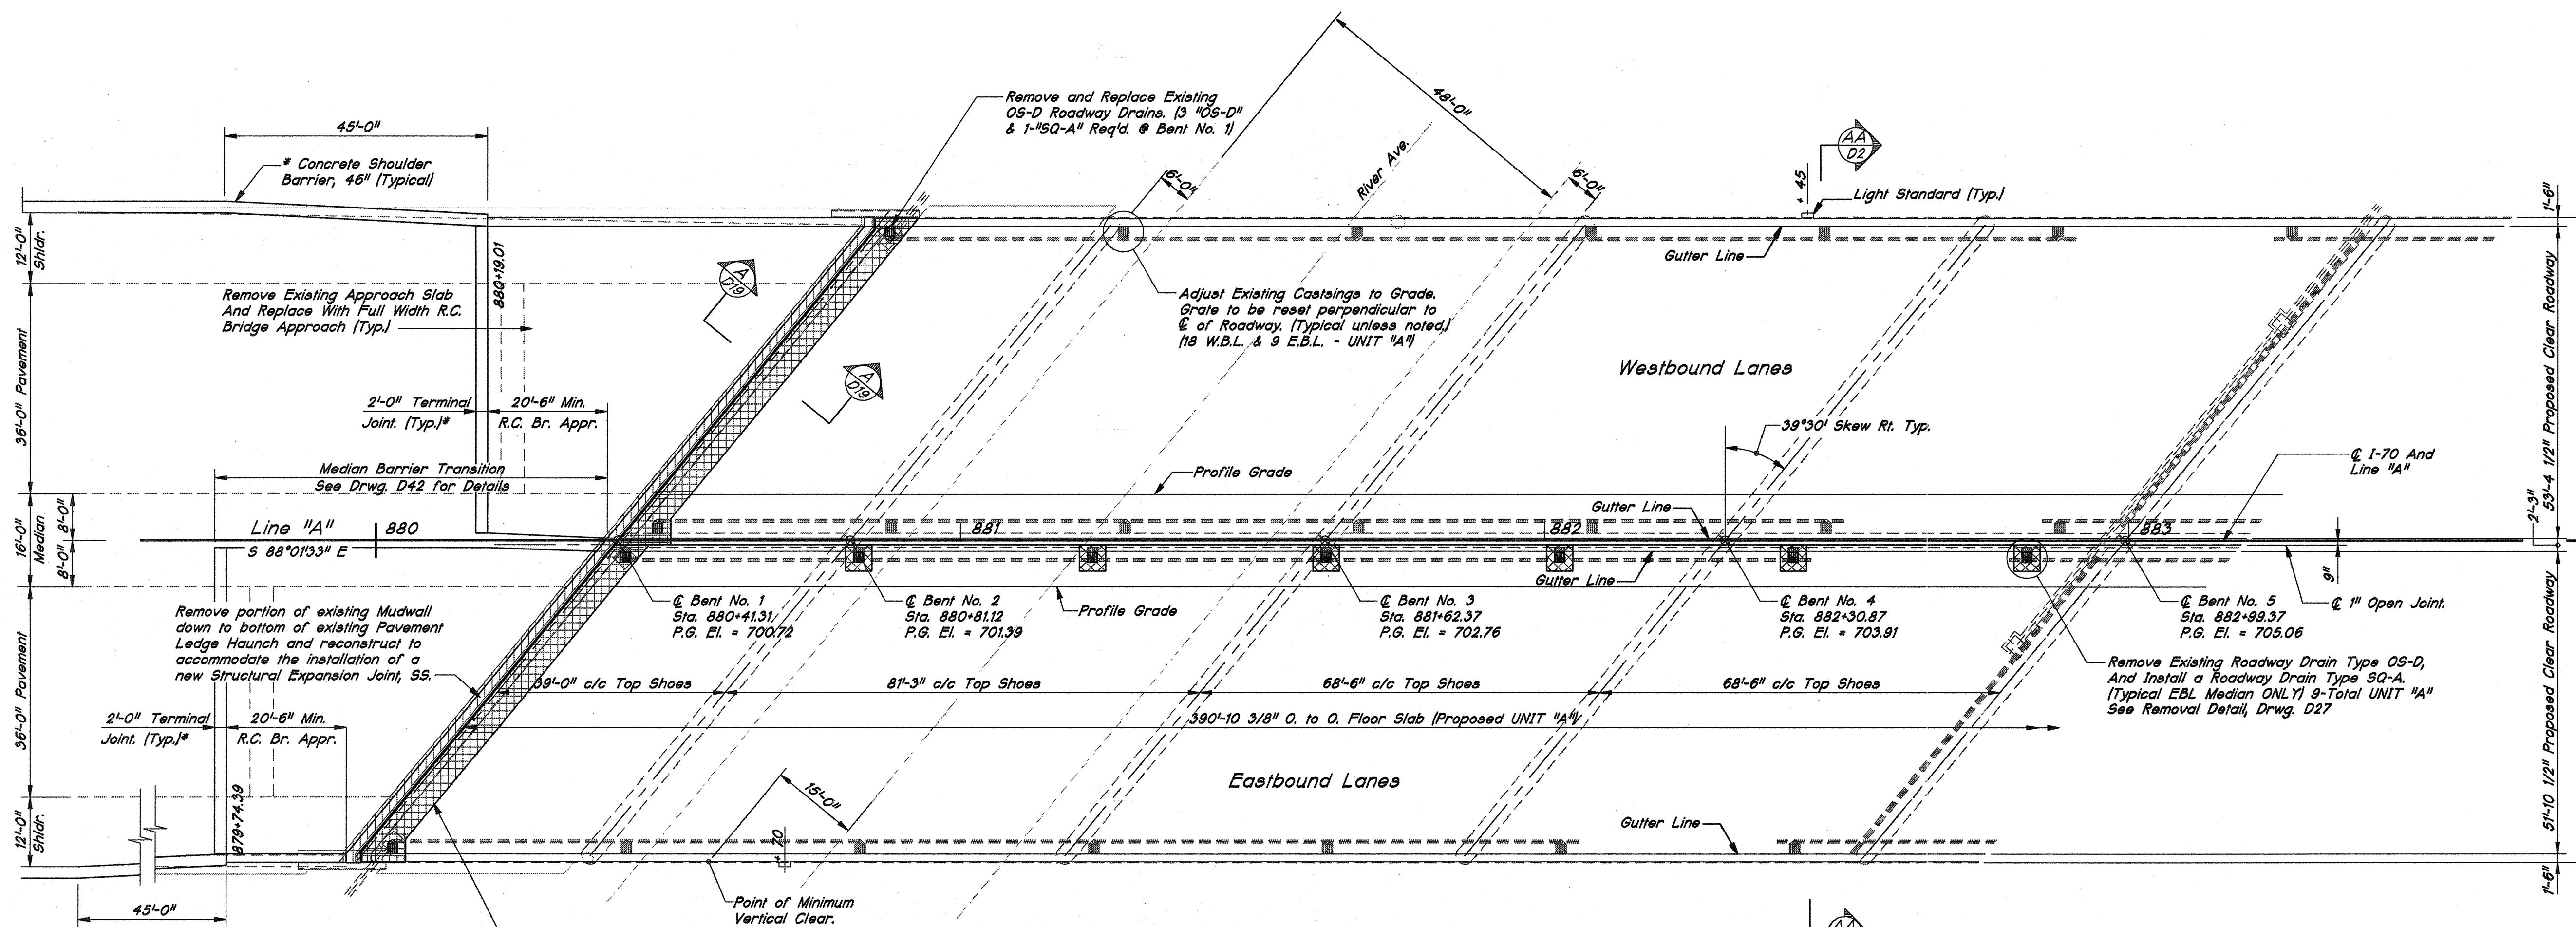 45'-0"
* Concrete Shoulder
Barrier, 46" (Typical)
Remove and Replace Existing
OS-D Roadway Drains. (3 "OS-D"
& 1-"SQ-A" Req'd. @ Bent No. 1)
48'-0"
River Ave.
6'-0"
6'-0"
AA
D2
+ 45
Light Standard (Typ.)
1'-6"
12'-0"
Shldr.
880+19.01
Gutter Line
A
D19
Remove Existing Approach Slab
And Replace With Full Width R.C.
Bridge Approach (Typ.)
Adjust Existing Castsings to Grade.
Grate to be reset perpendicular to
℄ of Roadway. (Typical unless noted.)
(18 W.B.L. & 9 E.B.L. - UNIT "A")
36'-0" Pavement
A
D19
Westbound Lanes
53'-4 1/2" Proposed Clear Roadway
2'-0" Terminal
Joint. (Typ.)*
20'-6" Min.
R.C. Br. Appr.
39°30' Skew Rt. Typ.
Median Barrier Transition
See Drwg. D42 for Details
Profile Grade
℄ I-70 And
Line "A"
16'-0"
Median
8'-0"
8'-0"
Line "A"
880
S 88°01'33" E
881
Gutter Line
882
883
2'-3"
9"
Gutter Line
Remove portion of existing Mudwall
down to bottom of existing Pavement
Ledge Haunch and reconstruct to
accommodate the installation of a
new Structural Expansion Joint, SS.
℄ Bent No. 1
Sta. 880+41.31
P.G. El. = 700.72
℄ Bent No. 2
Sta. 880+81.12
P.G. El. = 701.39
Profile Grade
℄ Bent No. 3
Sta. 881+62.37
P.G. El. = 702.76
℄ Bent No. 4
Sta. 882+30.87
P.G. El. = 703.91
℄ Bent No. 5
Sta. 882+99.37
P.G. El. = 705.06
℄ 1" Open Joint.
39'-0" c/c Top Shoes
81'-3" c/c Top Shoes
68'-6" c/c Top Shoes
68'-6" c/c Top Shoes
Remove Existing Roadway Drain Type OS-D,
And Install a Roadway Drain Type SQ-A.
(Typical EBL Median ONLY) 9-Total UNIT "A"
See Removal Detail, Drwg. D27
36'-0" Pavement
2'-0" Terminal
Joint. (Typ.)*
20'-6" Min.
R.C. Br. Appr.
390'-10 3/8" O. to O. Floor Slab (Proposed UNIT "A")
51'-10 1/2" Proposed Clear Roadway
Eastbound Lanes
15'-0"
+ 70
12'-0"
Shldr.
879+74.39
Gutter Line
1'-6"
45'-0"
Point of Minimum
Vertical Clear.